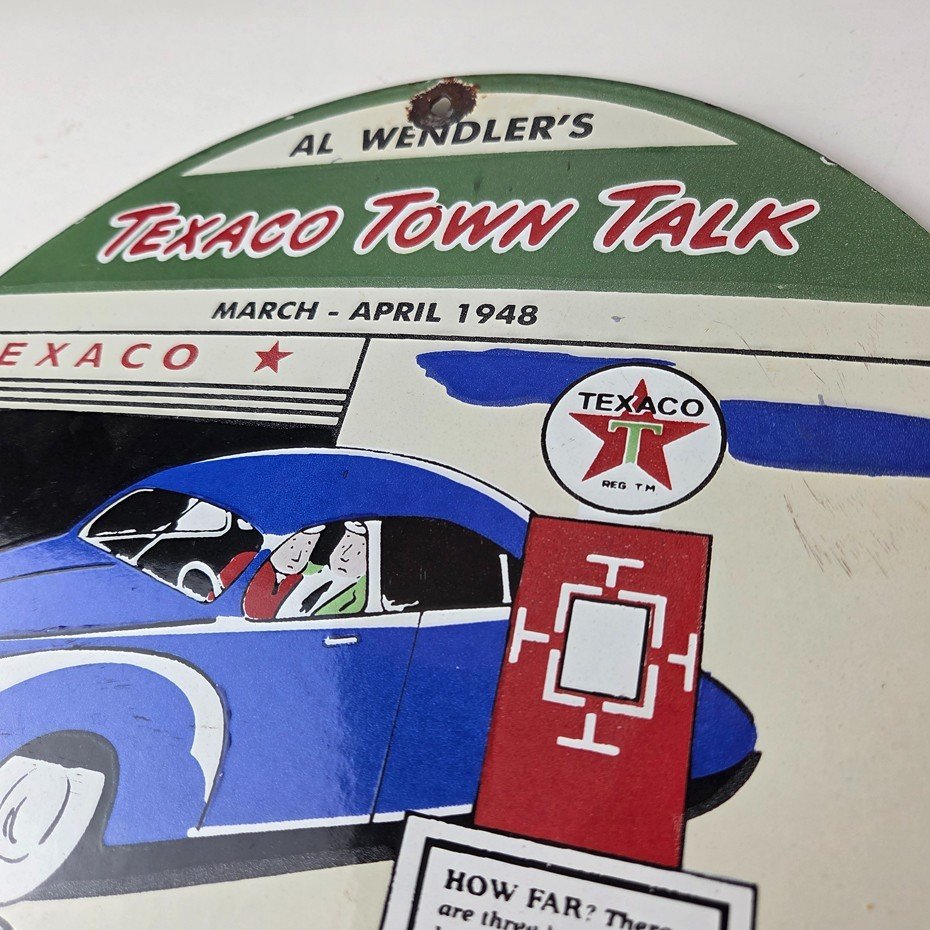 AL WENDLER'S
TEXACO TOWN TALK
MARCH - APRIL 1948
EXACO
TEXACO
T
REG TM
HOW FAR? There
are three